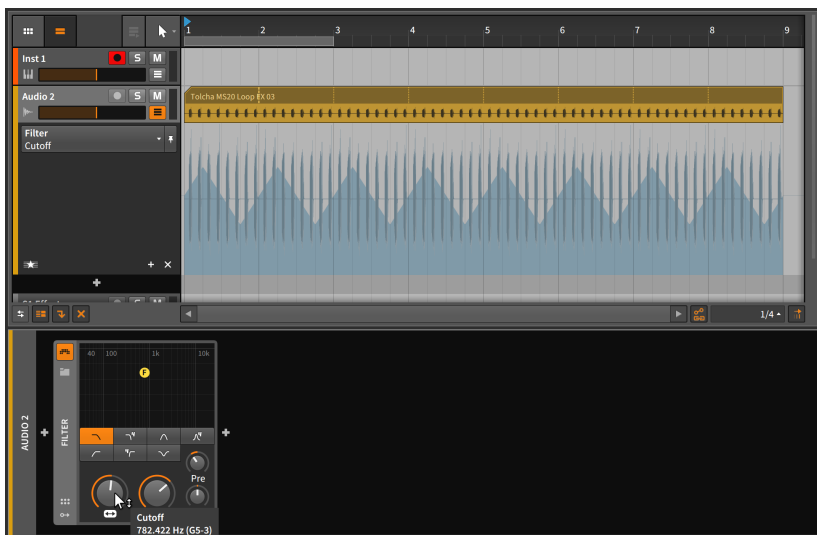 1 2 3 4 5 6 7 8 9
Inst 1
S M
Audio 2
S M
Tolcha MS20 Loop FX 03
Filter
Cutoff
1/4
AUDIO 2
FILTER
40 100 1k 10k
F
Pre
Cutoff
782.422 Hz (G5-3)